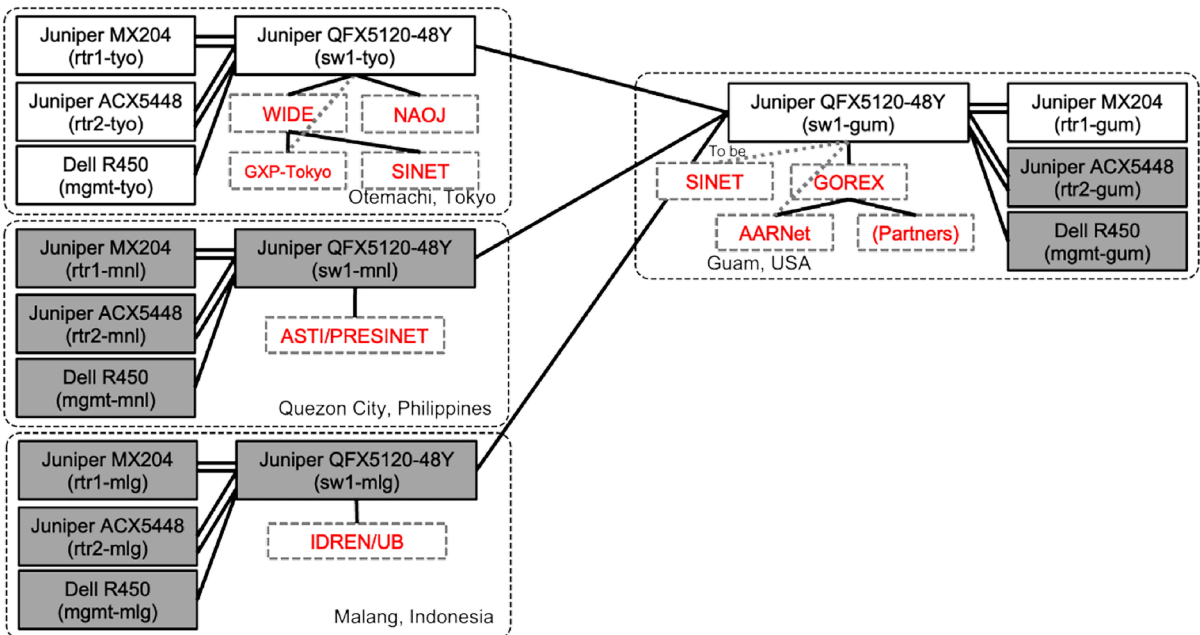 Juniper MX204
(rtr1-tyo)
Juniper QFX5120-48Y
(sw1-tyo)
Juniper ACX5448
(rtr2-tyo)
WIDE
NAOJ
Dell R450
(mgmt-tyo)
GXP-Tokyo
SINET
Otemachi, Tokyo
Juniper MX204
(rtr1-mnl)
Juniper QFX5120-48Y
(sw1-mnl)
Juniper ACX5448
(rtr2-mnl)
ASTI/PRESINET
Dell R450
(mgmt-mnl)
Quezon City, Philippines
Juniper MX204
(rtr1-mlg)
Juniper QFX5120-48Y
(sw1-mlg)
Juniper ACX5448
(rtr2-mlg)
IDREN/UB
Dell R450
(mgmt-mlg)
Malang, Indonesia
Juniper QFX5120-48Y
(sw1-gum)
Juniper MX204
(rtr1-gum)
To be
SINET
GOREX
Juniper ACX5448
(rtr2-gum)
AARNet
(Partners)
Dell R450
(mgmt-gum)
Guam, USA